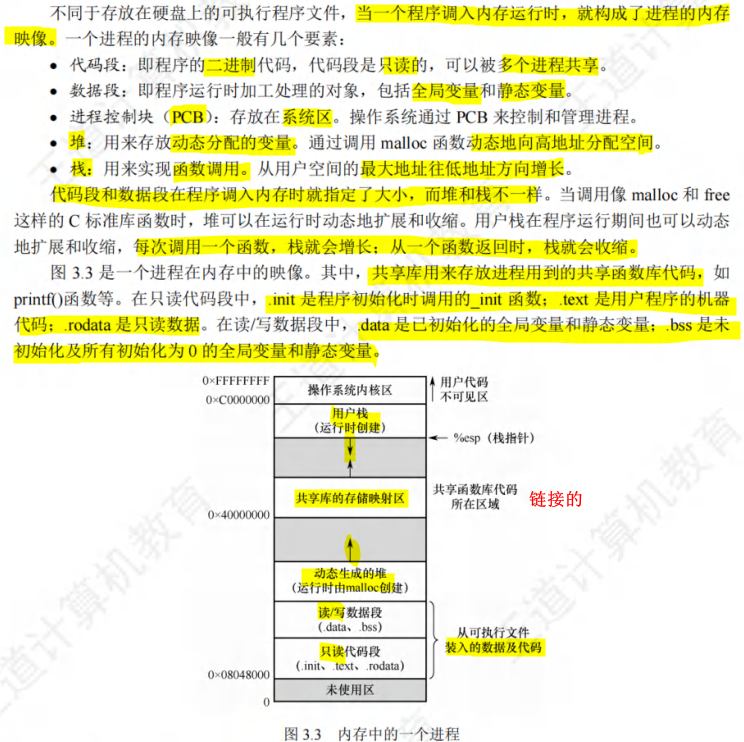 不同于存放在硬盘上的可执行程序文件，当一个程序调入内存运行时，就构成了进程的内存
映像。一个进程的内存映像一般有几个要素：
● 代码段：即程序的二进制代码，代码段是只读的，可以被多个进程共享。
● 数据段：即程序运行时加工处理的对象，包括全局变量和静态变量。
● 进程控制块（PCB）：存放在系统区。操作系统通过 PCB 来控制和管理进程。
● 堆：用来存放动态分配的变量。通过调用 malloc 函数动态地向高地址分配空间。
● 栈：用来实现函数调用。从用户空间的最大地址往低地址方向增长。
代码段和数据段在程序调入内存时就指定了大小，而堆和栈不一样。当调用像 malloc 和 free
这样的 C 标准库函数时，堆可以在运行时动态地扩展和收缩。用户栈在程序运行期间也可以动态
地扩展和收缩，每次调用一个函数，栈就会增长；从一个函数返回时，栈就会收缩。
图 3.3 是一个进程在内存中的映像。其中，共享库用来存放进程用到的共享函数库代码，如
printf()函数等。在只读代码段中，.init 是程序初始化时调用的_init 函数；.text 是用户程序的机器
代码；.rodata 是只读数据。在读/写数据段中，.data 是已初始化的全局变量和静态变量；.bss 是未
初始化及所有初始化为 0 的全局变量和静态变量。
0×FFFFFFFF
操作系统内核区
用户代码
不可见区
0×C0000000
用户栈
(运行时创建)
%esp（栈指针）
共享库的存储映射区
共享函数库代码
所在区域
链接的
0×40000000
动态生成的堆
(运行时由malloc创建)
读/写数据段
(.data、.bss)
从可执行文件
装入的数据及代码
只读代码段
(.init、.text、.rodata)
0×08048000
未使用区
0
图 3.3 内存中的一个进程
王道计算机教育
王道计算机教育